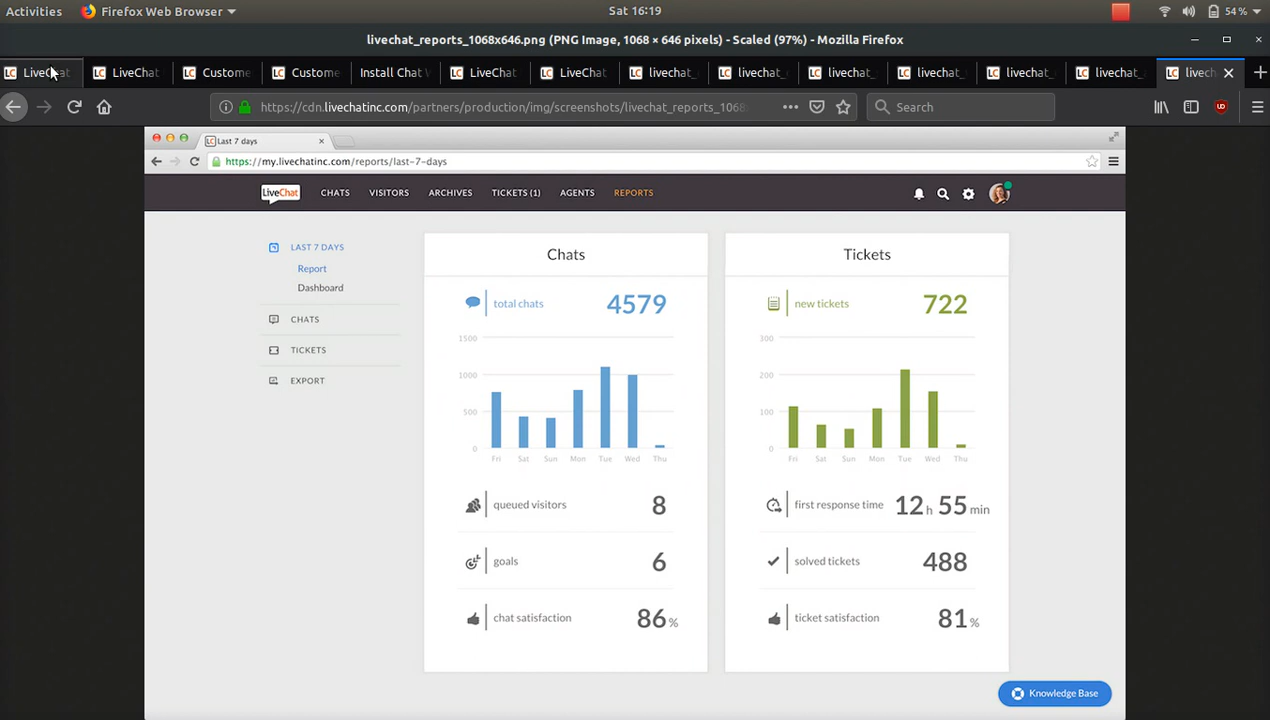 Activities
Firefox Web Browser
Sat 16:19
54 %
livechat_reports_1068x646.png (PNG Image, 1068 × 646 pixels) - Scaled (97%) - Mozilla Firefox
LiveChat
LiveChat
Custome
Custome
Install Chat
LiveChat
LiveChat
livechat_
livechat_
livechat_
livechat_
livechat_
livechat_
livech
https://cdn.livechatinc.com/partners/production/img/screenshots/livechat_reports_1068
Search
Last 7 days
https://my.livechatinc.com/reports/last-7-days
LiveChat CHATS VISITORS ARCHIVES TICKETS (1) AGENTS REPORTS
LAST 7 DAYS
Report
Dashboard
CHATS
TICKETS
EXPORT
Chats
total chats 4579
1500
1000
500
0
Fri Sat Sun Mon Tue Wed Thu
queued visitors 8
goals 6
chat satisfaction 86 %
Tickets
new tickets 722
300
200
100
0
Fri Sat Sun Mon Tue Wed Thu
first response time 12 h 55 min
solved tickets 488
ticket satisfaction 81 %
Knowledge Base